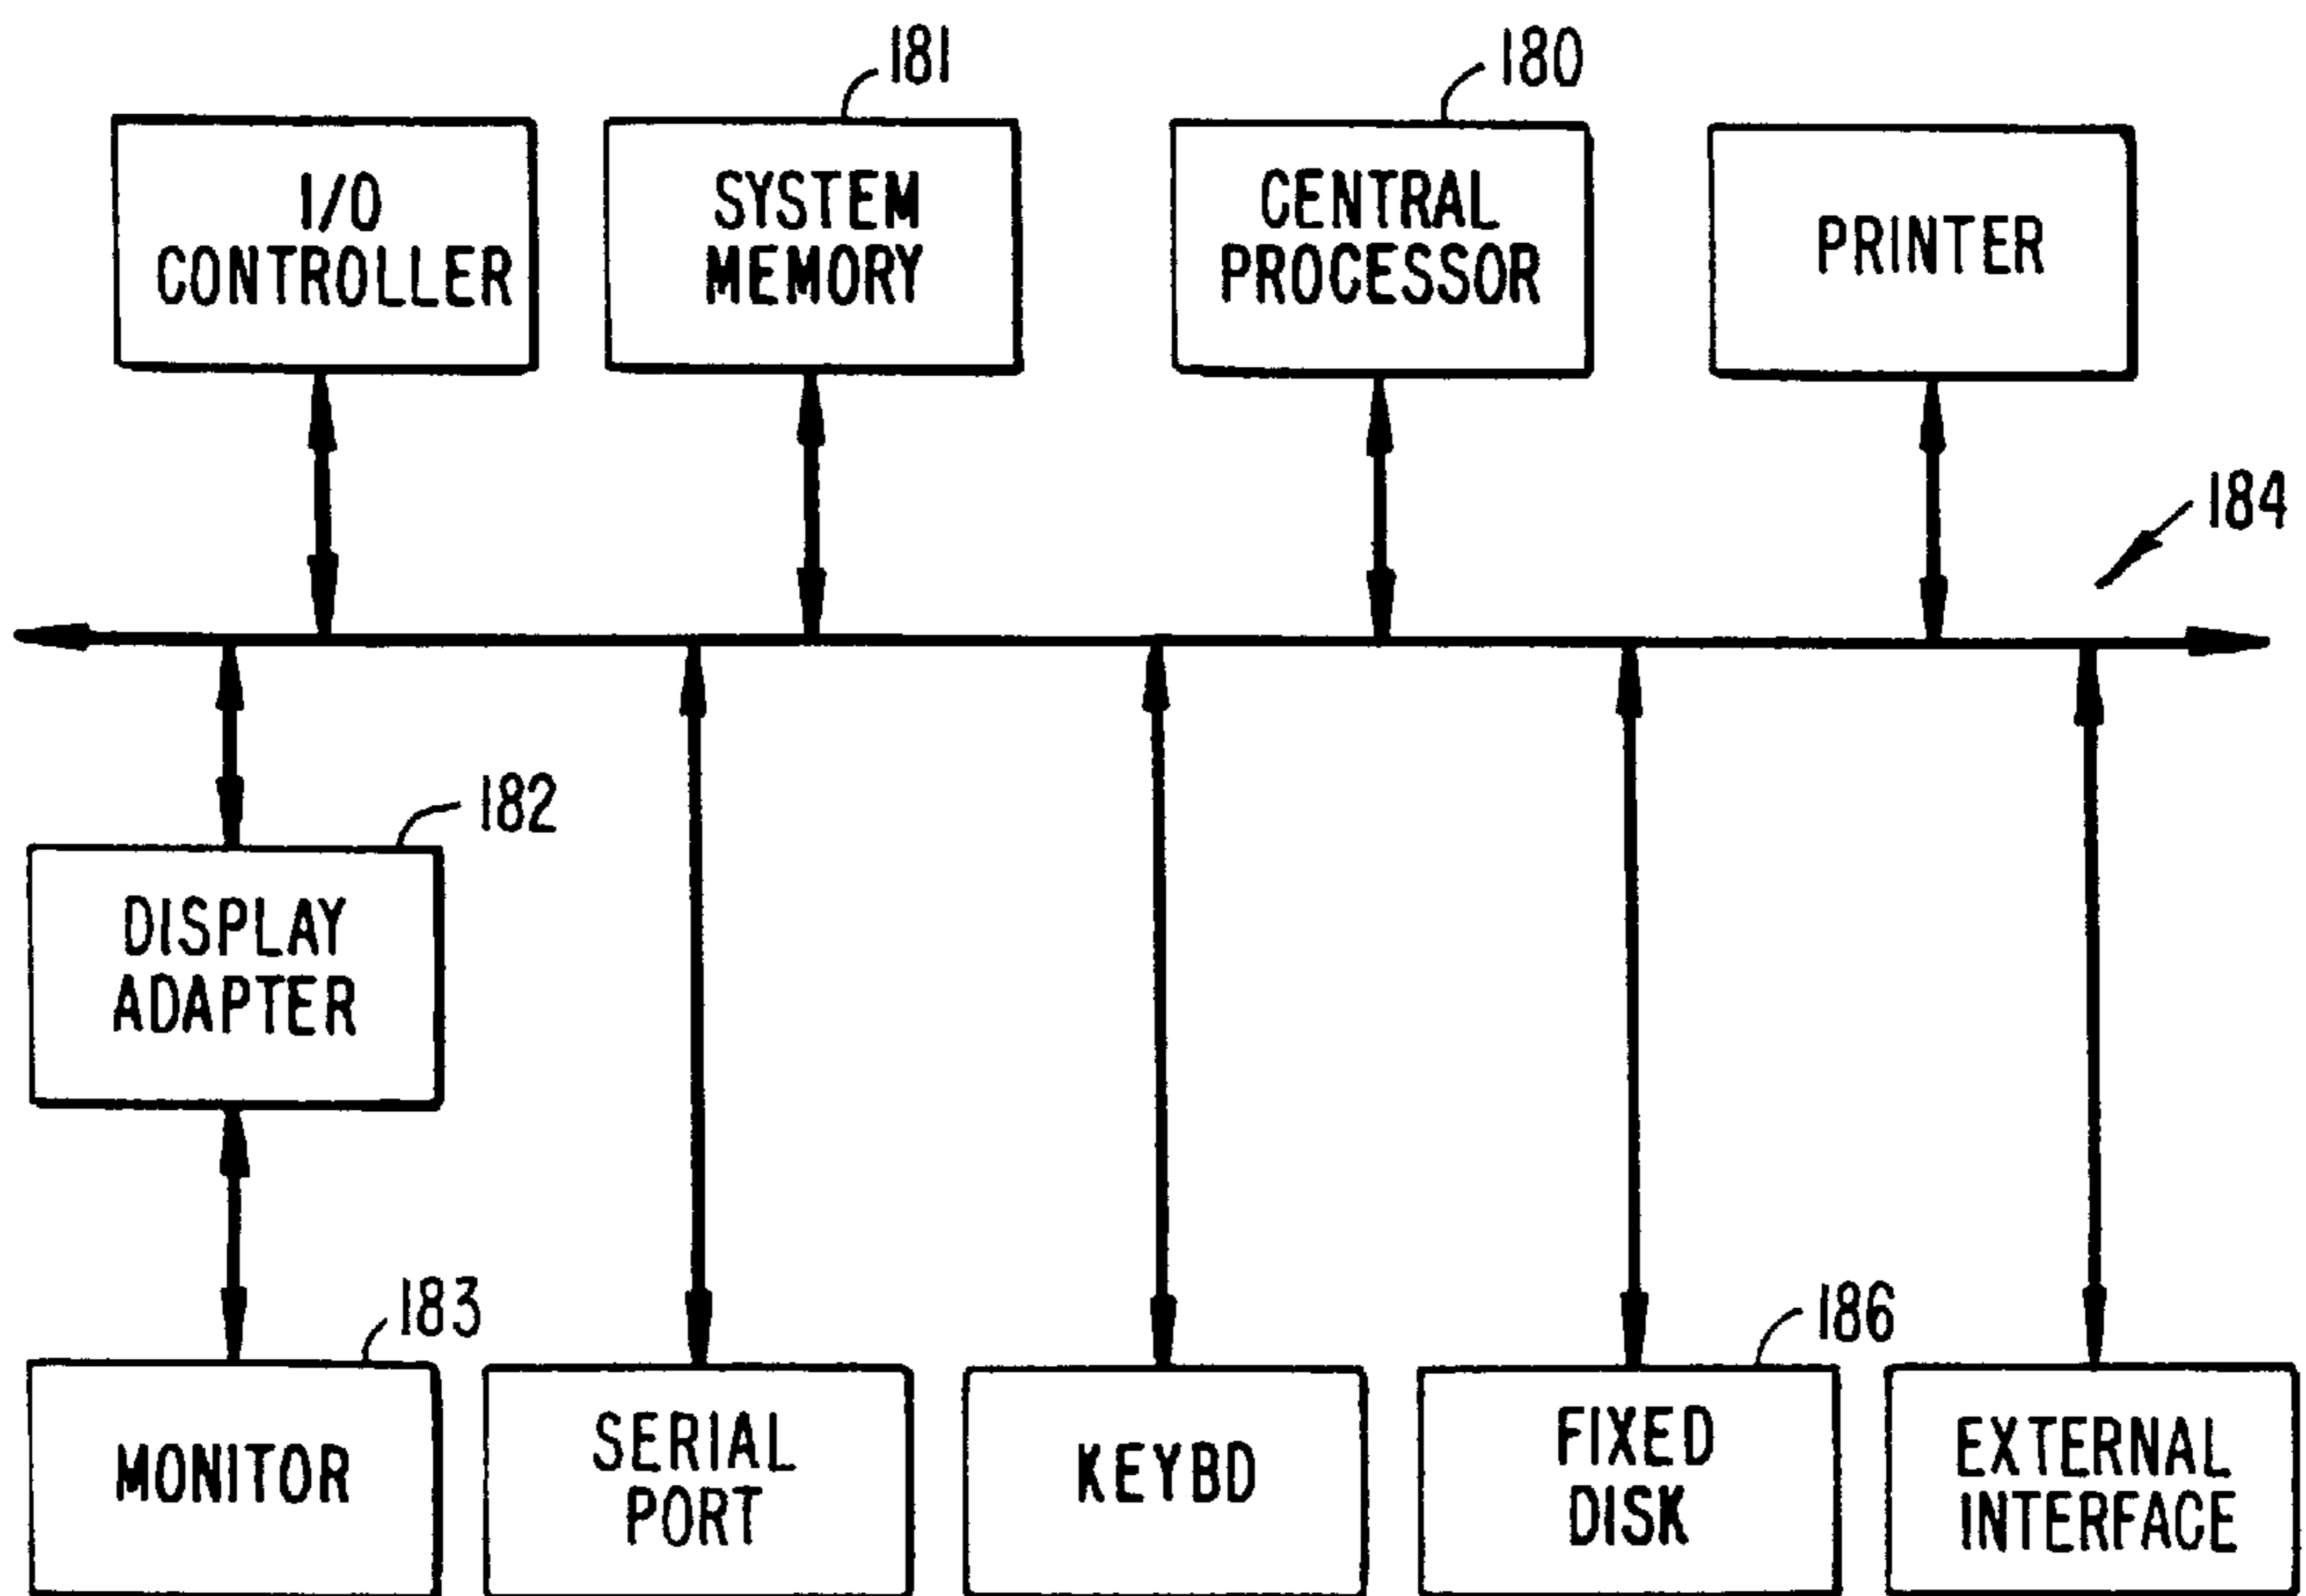 181
180
I/O
CONTROLLER
SYSTEM
MEMORY
CENTRAL
PROCESSOR
PRINTER
184
182
DISPLAY
ADAPTER
183
186
MONITOR
SERIAL
PORT
KEYBD
FIXED
DISK
EXTERNAL
INTERFACE